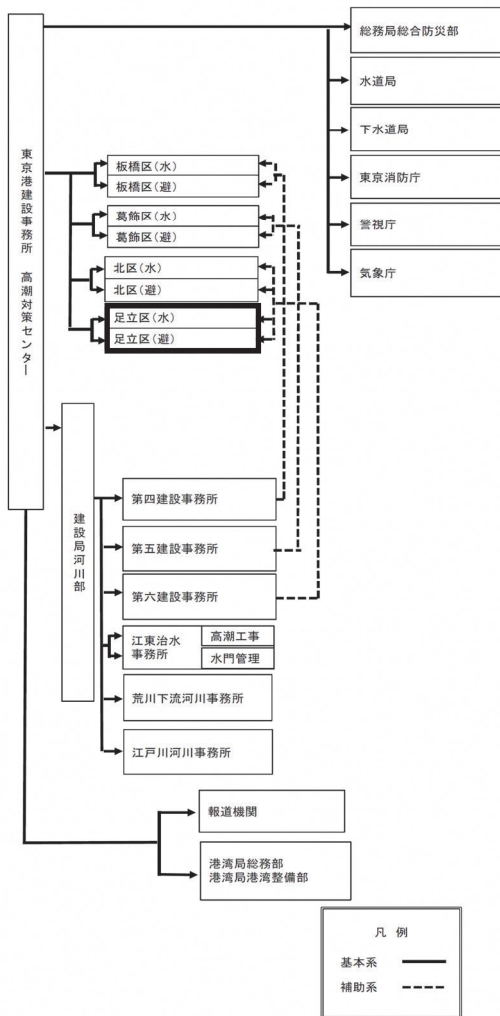 東京港建設事務所 高潮対策センター
総務局総合防災部
水道局
下水道局
東京消防庁
警視庁
気象庁
板橋区(水)
板橋区(避)
葛飾区(水)
葛飾区(避)
北区(水)
北区(避)
足立区(水)
足立区(避)
建設局河川部
第四建設事務所
第五建設事務所
第六建設事務所
江東治水
事務所
高潮工事
水門管理
荒川下流河川事務所
江戸川河川事務所
報道機関
港湾局総務部
港湾局港湾整備部
凡 例
基本系
補助系